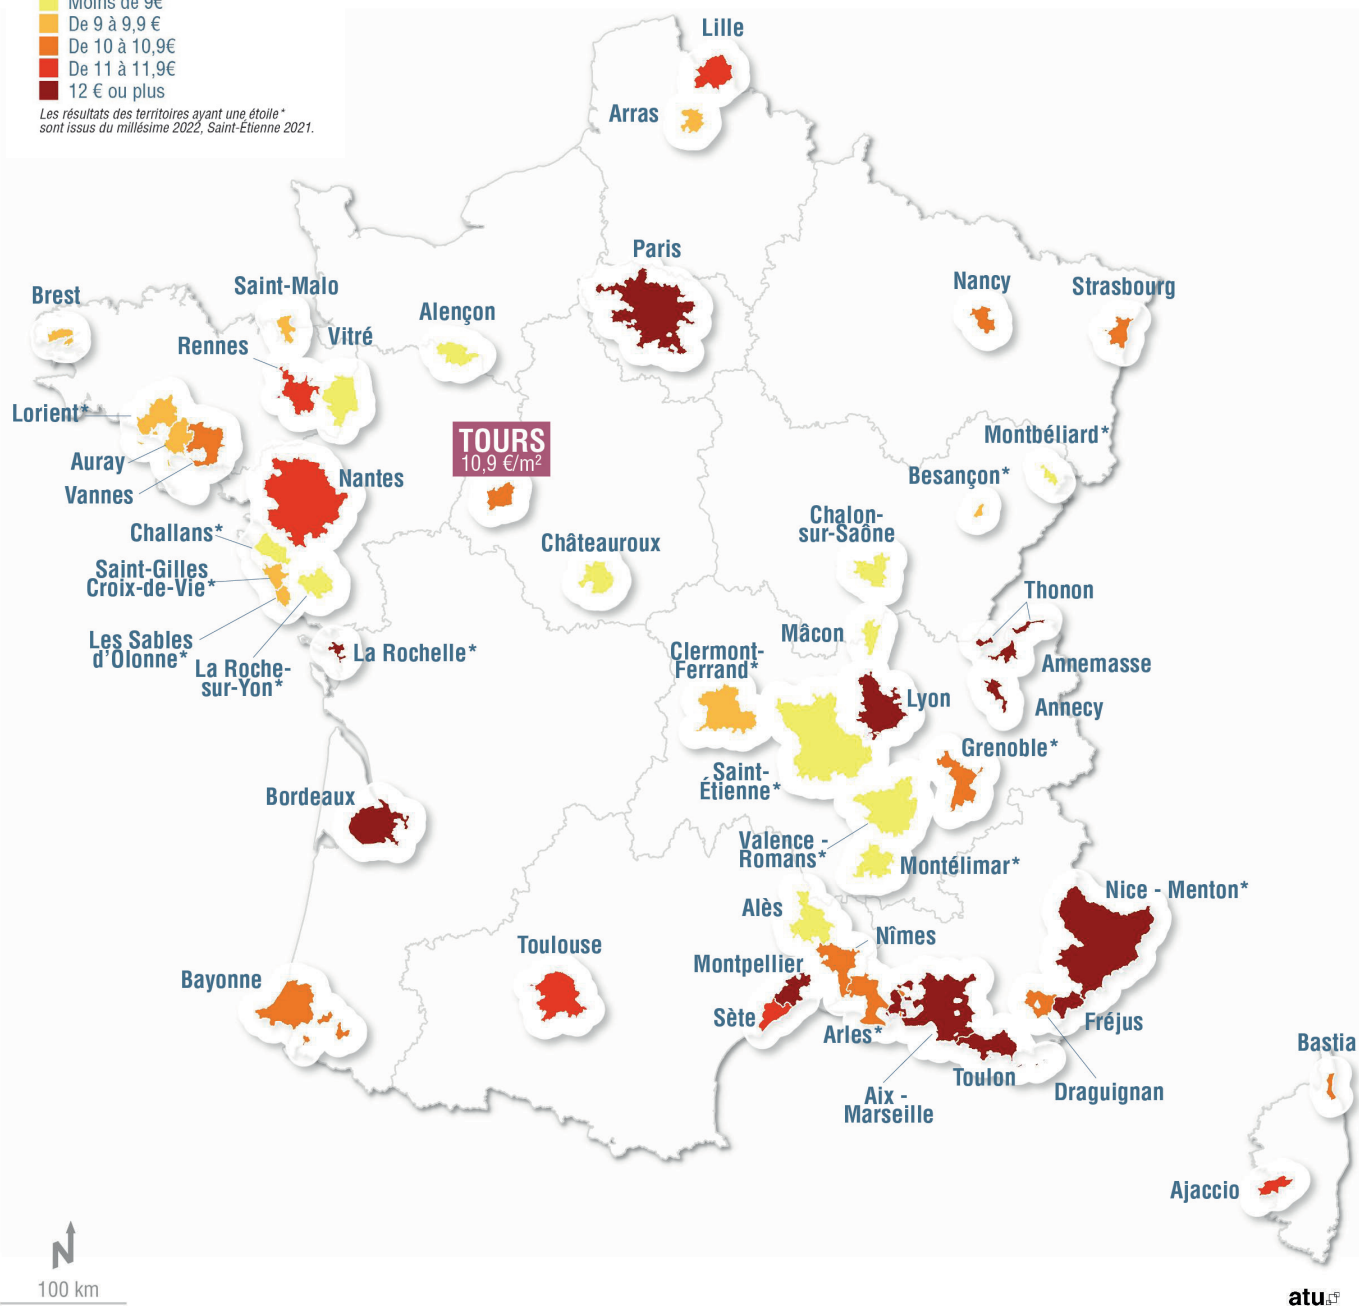 Moins de 9€
De 9 à 9,9 €
De 10 à 10,9€
De 11 à 11,9€
12 € ou plus
Les résultats des territoires ayant une étoile*
sont issus du millésime 2022, Saint-Étienne 2021.
Lille
Arras
Paris
Brest
Saint-Malo
Alençon
Nancy
Strasbourg
Rennes
Vitré
Lorient*
Auray
Vannes
TOURS
10,9 €/m²
Montbéliard*
Besançon*
Nantes
Challans*
Saint-Gilles
Croix-de-Vie*
Châteauroux
Chalon-
sur-Saône
Thonon
Les Sables
d'Olonne*
La Roche-
sur-Yon*
La Rochelle*
Mâcon
Clermont-
Ferrand*
Annemasse
Lyon
Annecy
Grenoble*
Saint-
Étienne*
Bordeaux
Valence -
Romans*
Montélimar*
Nice - Menton*
Alès
Nîmes
Toulouse
Montpellier
Bayonne
Sète
Arles*
Fréjus
Bastia
Toulon
Draguignan
Aix -
Marseille
Ajaccio
N
100 km
atu